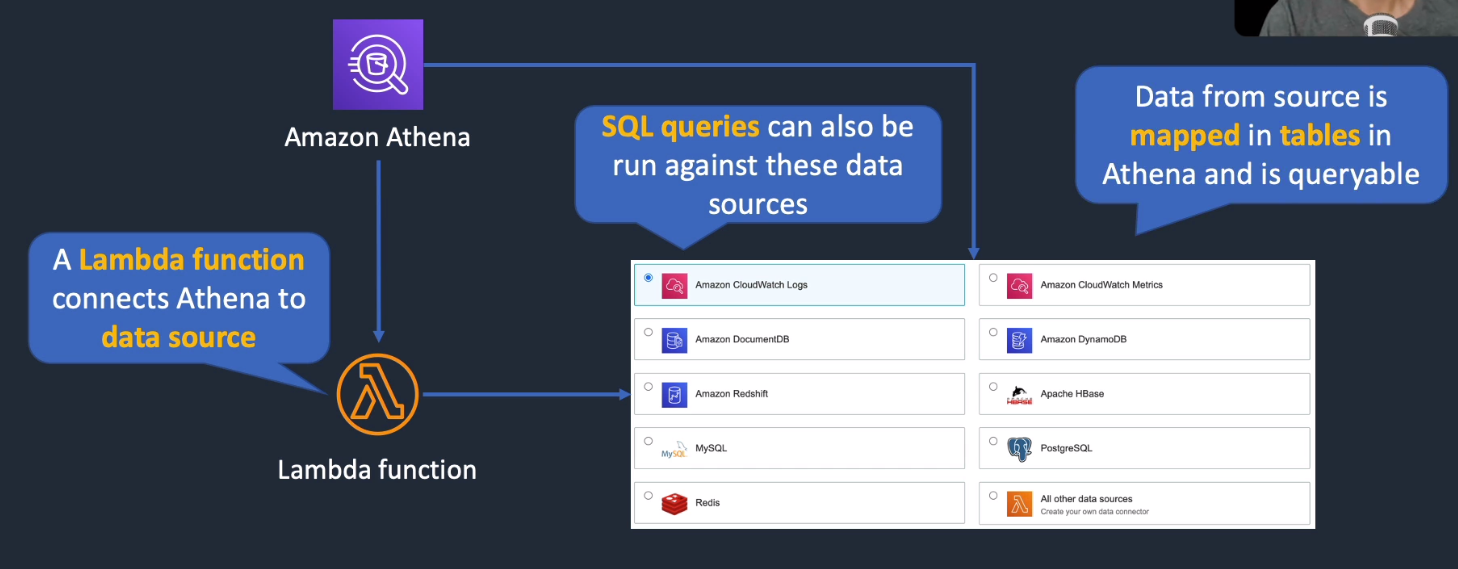 Amazon Athena
SQL queries can also be
run against these data
sources
Data from source is
mapped in tables in
Athena and is queryable
A Lambda function
connects Athena to
data source
Lambda function
Amazon CloudWatch Logs
Amazon CloudWatch Metrics
Amazon DocumentDB
Amazon DynamoDB
Amazon Redshift
APACHE HBASE
Apache HBase
MySQL
MySQL
PostgreSQL
Redis
All other data sources
Create your own data connector